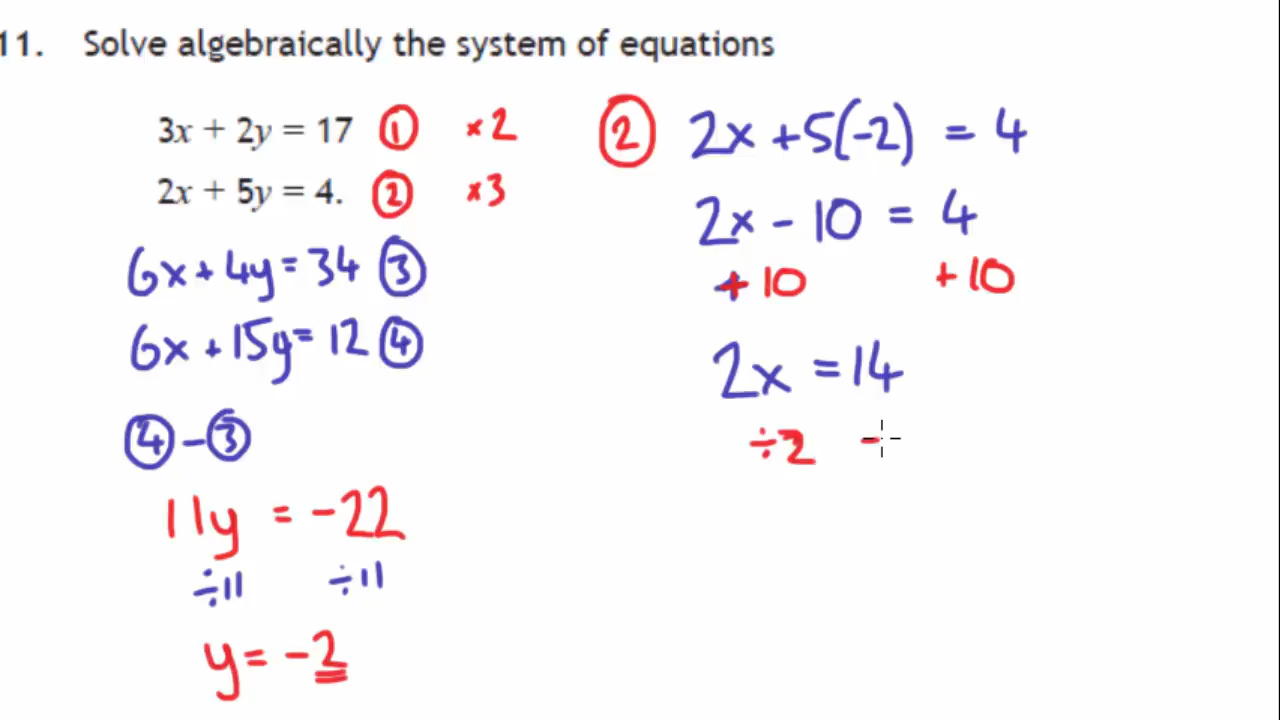 11. Solve algebraically the system of equations
3x + 2y = 17 ① ×2
2x + 5y = 4. ② ×3
6x + 4y = 34 ③
6x + 15y = 12 ④
④ - ③
11y = -22
÷11 ÷11
y = -2
② 2x + 5(-2) = 4
2x - 10 = 4
+10 +10
2x = 14
÷2 -